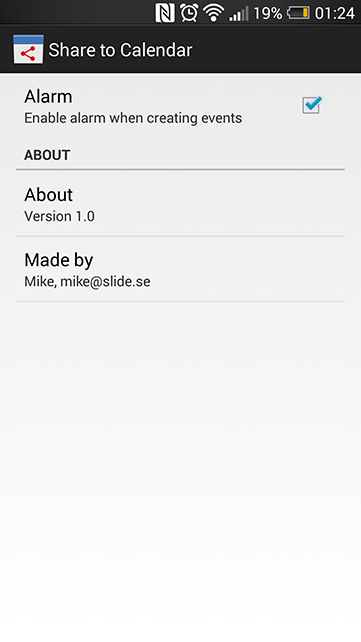 19% 01:24
Share to Calendar
Alarm
Enable alarm when creating events
ABOUT
About
Version 1.0
Made by
Mike, mike@slide.se